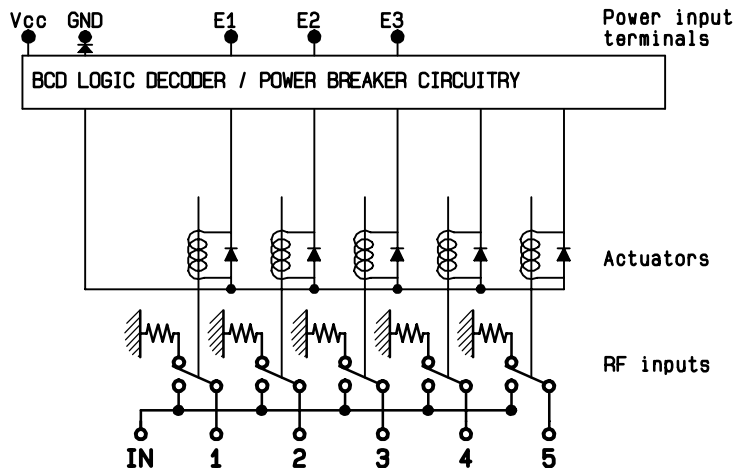 Vcc GND E1 E2 E3 Power input
terminals
BCD LOGIC DECODER / POWER BREAKER CIRCUITRY
Actuators
RF inputs
IN 1 2 3 4 5